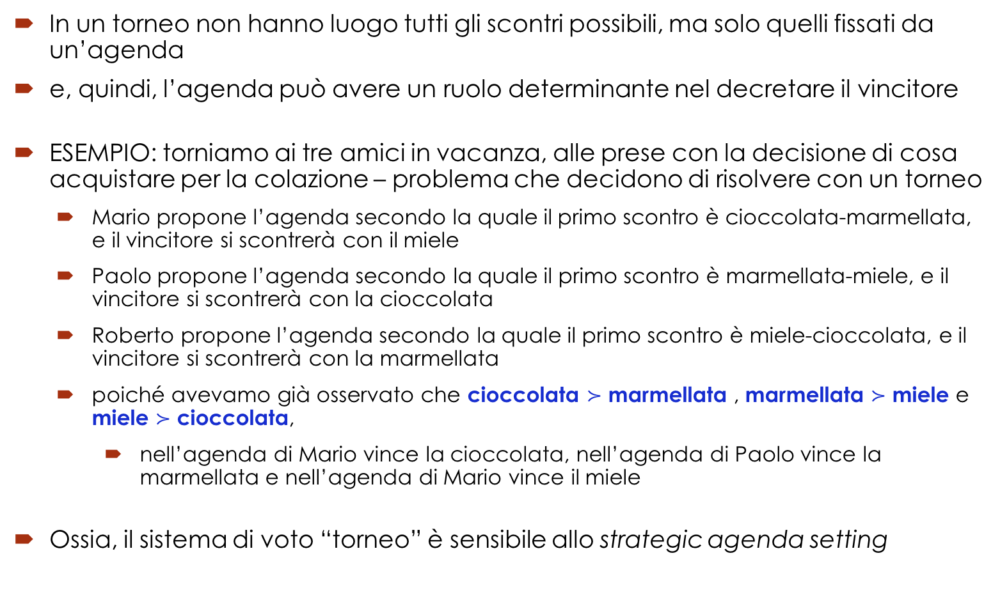 In un torneo non hanno luogo tutti gli scontri possibili, ma solo quelli fissati da
un’agenda
e, quindi, l’agenda può avere un ruolo determinante nel decretare il vincitore
ESEMPIO: torniamo ai tre amici in vacanza, alle prese con la decisione di cosa
acquistare per la colazione – problema che decidono di risolvere con un torneo
Mario propone l’agenda secondo la quale il primo scontro è cioccolata-marmellata,
e il vincitore si scontrerà con il miele
Paolo propone l’agenda secondo la quale il primo scontro è marmellata-miele, e il
vincitore si scontrerà con la cioccolata
Roberto propone l’agenda secondo la quale il primo scontro è miele-cioccolata, e il
vincitore si scontrerà con la marmellata
poiché avevamo già osservato che cioccolata ≻ marmellata , marmellata ≻ miele e
miele ≻ cioccolata,
nell’agenda di Mario vince la cioccolata, nell’agenda di Paolo vince la
marmellata e nell’agenda di Mario vince il miele
Ossia, il sistema di voto “torneo” è sensibile allo strategic agenda setting